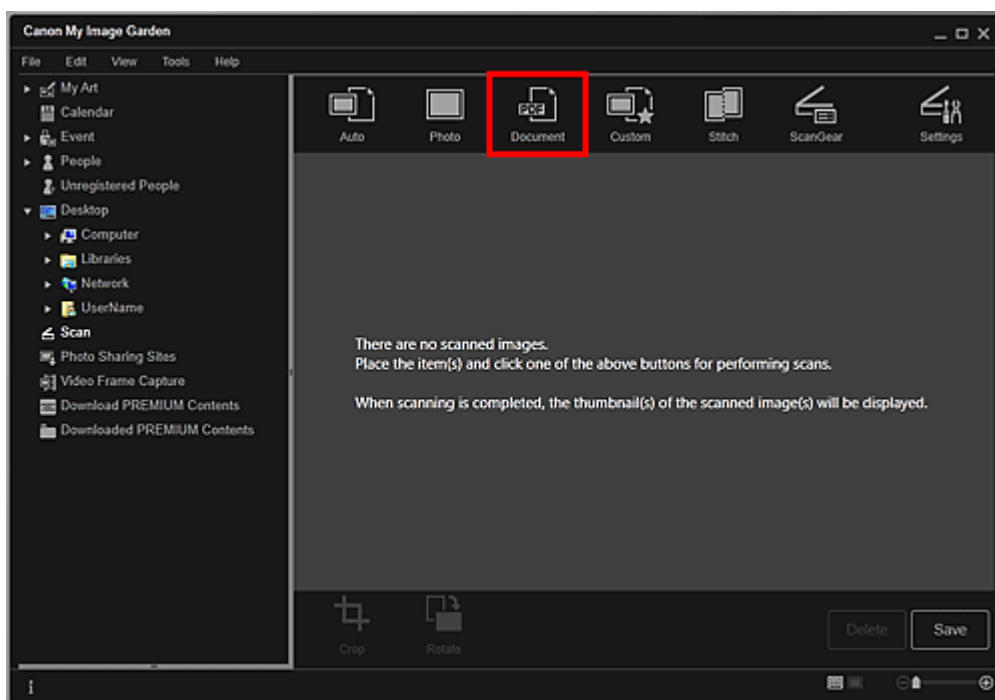 Canon My Image Garden
File Edit View Tools Help
My Art
Calendar
Event
People
Unregistered People
Desktop
Computer
Libraries
Network
UserName
Scan
Photo Sharing Sites
Video Frame Capture
Download PREMIUM Contents
Downloaded PREMIUM Contents
PDF
Auto Photo Document Custom Stitch ScanGear Settings
There are no scanned images.
Place the item(s) and click one of the above buttons for performing scans.
When scanning is completed, the thumbnail(s) of the scanned image(s) will be displayed.
Crop Rotate Delete Save